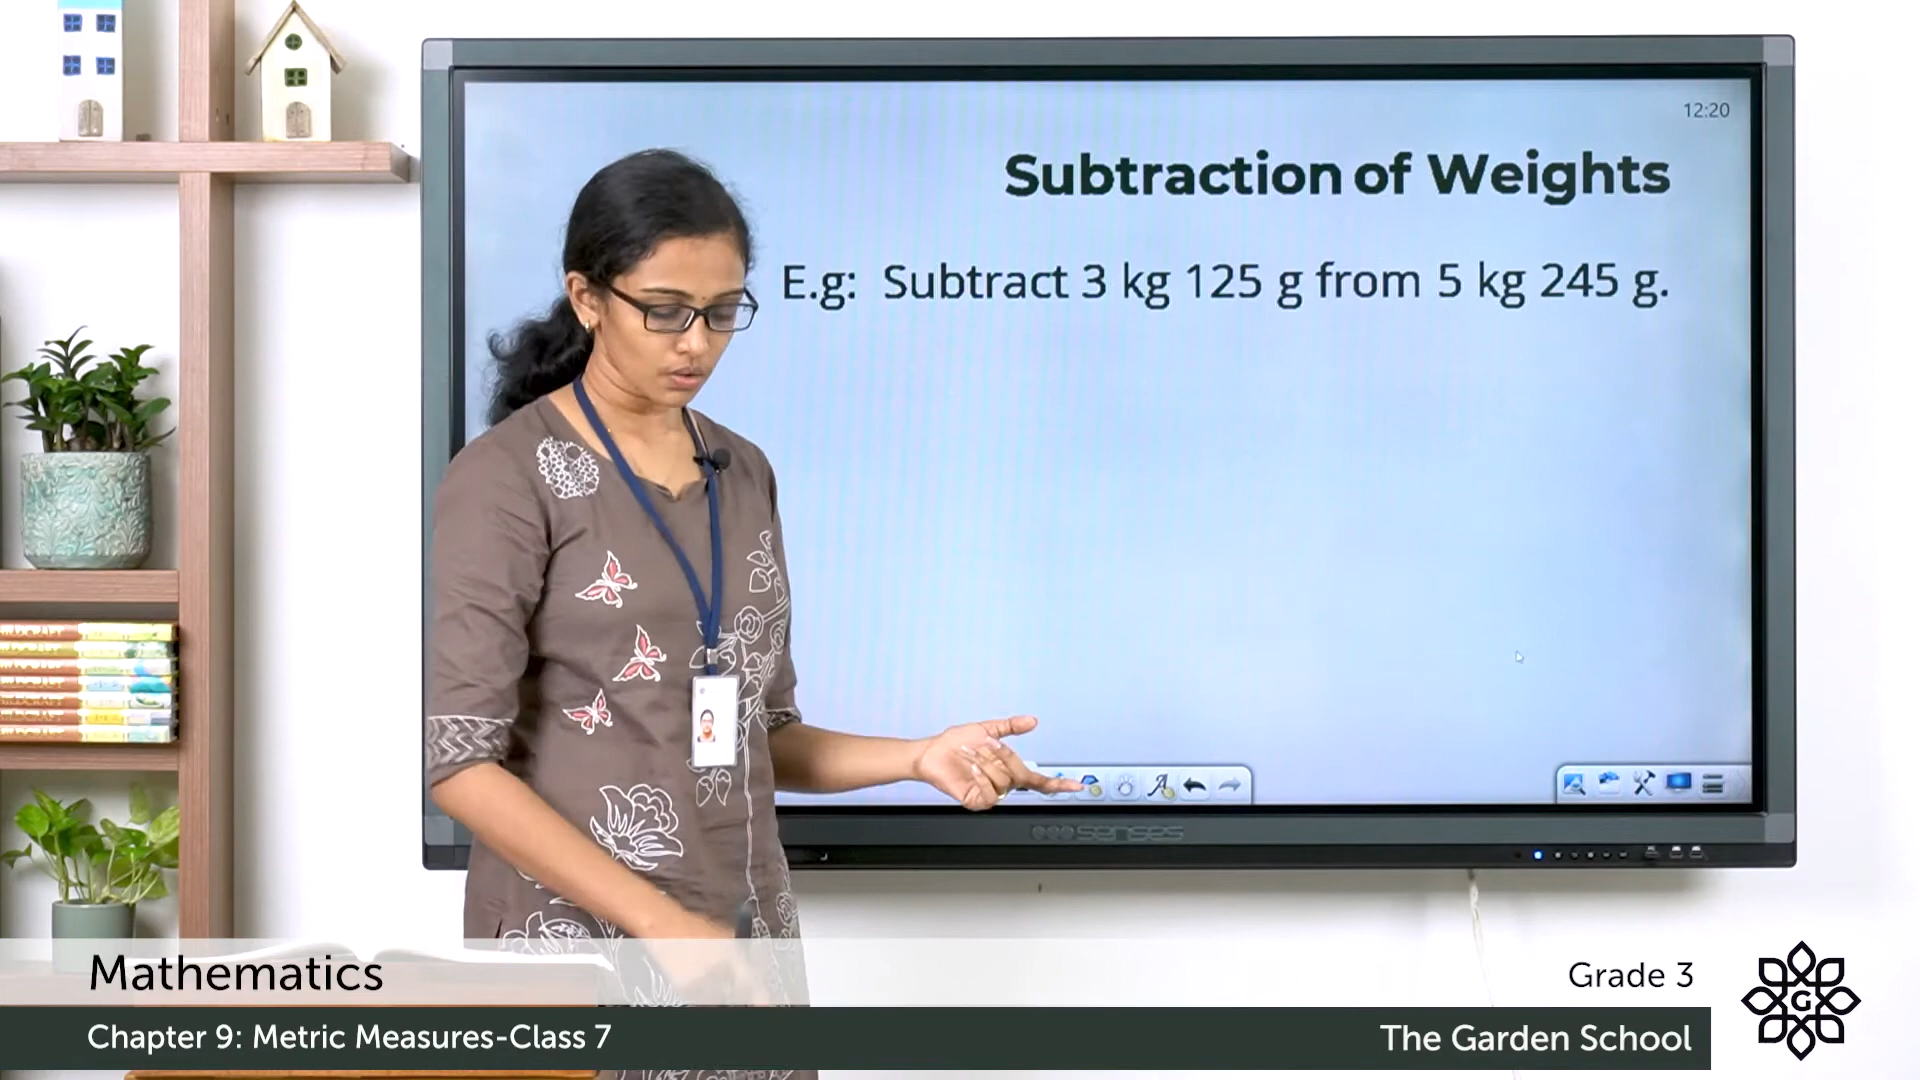 12:20
Subtraction of Weights
E.g: Subtract 3 kg 125 g from 5 kg 245 g.
Mathematics
Grade 3
Chapter 9: Metric Measures-Class 7
The Garden School
G